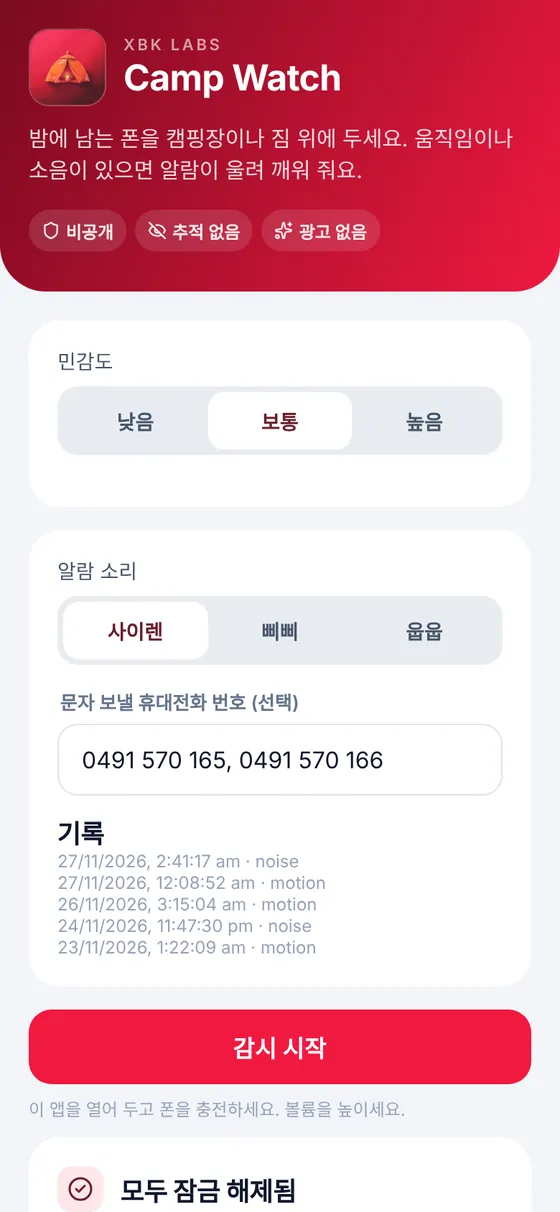 XBK LABS
Camp Watch
밤에 남는 폰을 캠핑장이나 짐 위에 두세요. 움직임이나
소음이 있으면 알람이 울려 깨워 줘요.
비공개
추적 없음
광고 없음
민감도
낮음
보통
높음
알람 소리
사이렌
삐삐
웁웁
문자 보낼 휴대전화 번호 (선택)
0491 570 165, 0491 570 166
기록
27/11/2026, 2:41:17 am · noise
27/11/2026, 12:08:52 am · motion
26/11/2026, 3:15:04 am · motion
24/11/2026, 11:47:30 pm · noise
23/11/2026, 1:22:09 am · motion
감시 시작
이 앱을 열어 두고 폰을 충전하세요. 볼륨을 높이세요.
모두 잠금 해제됨